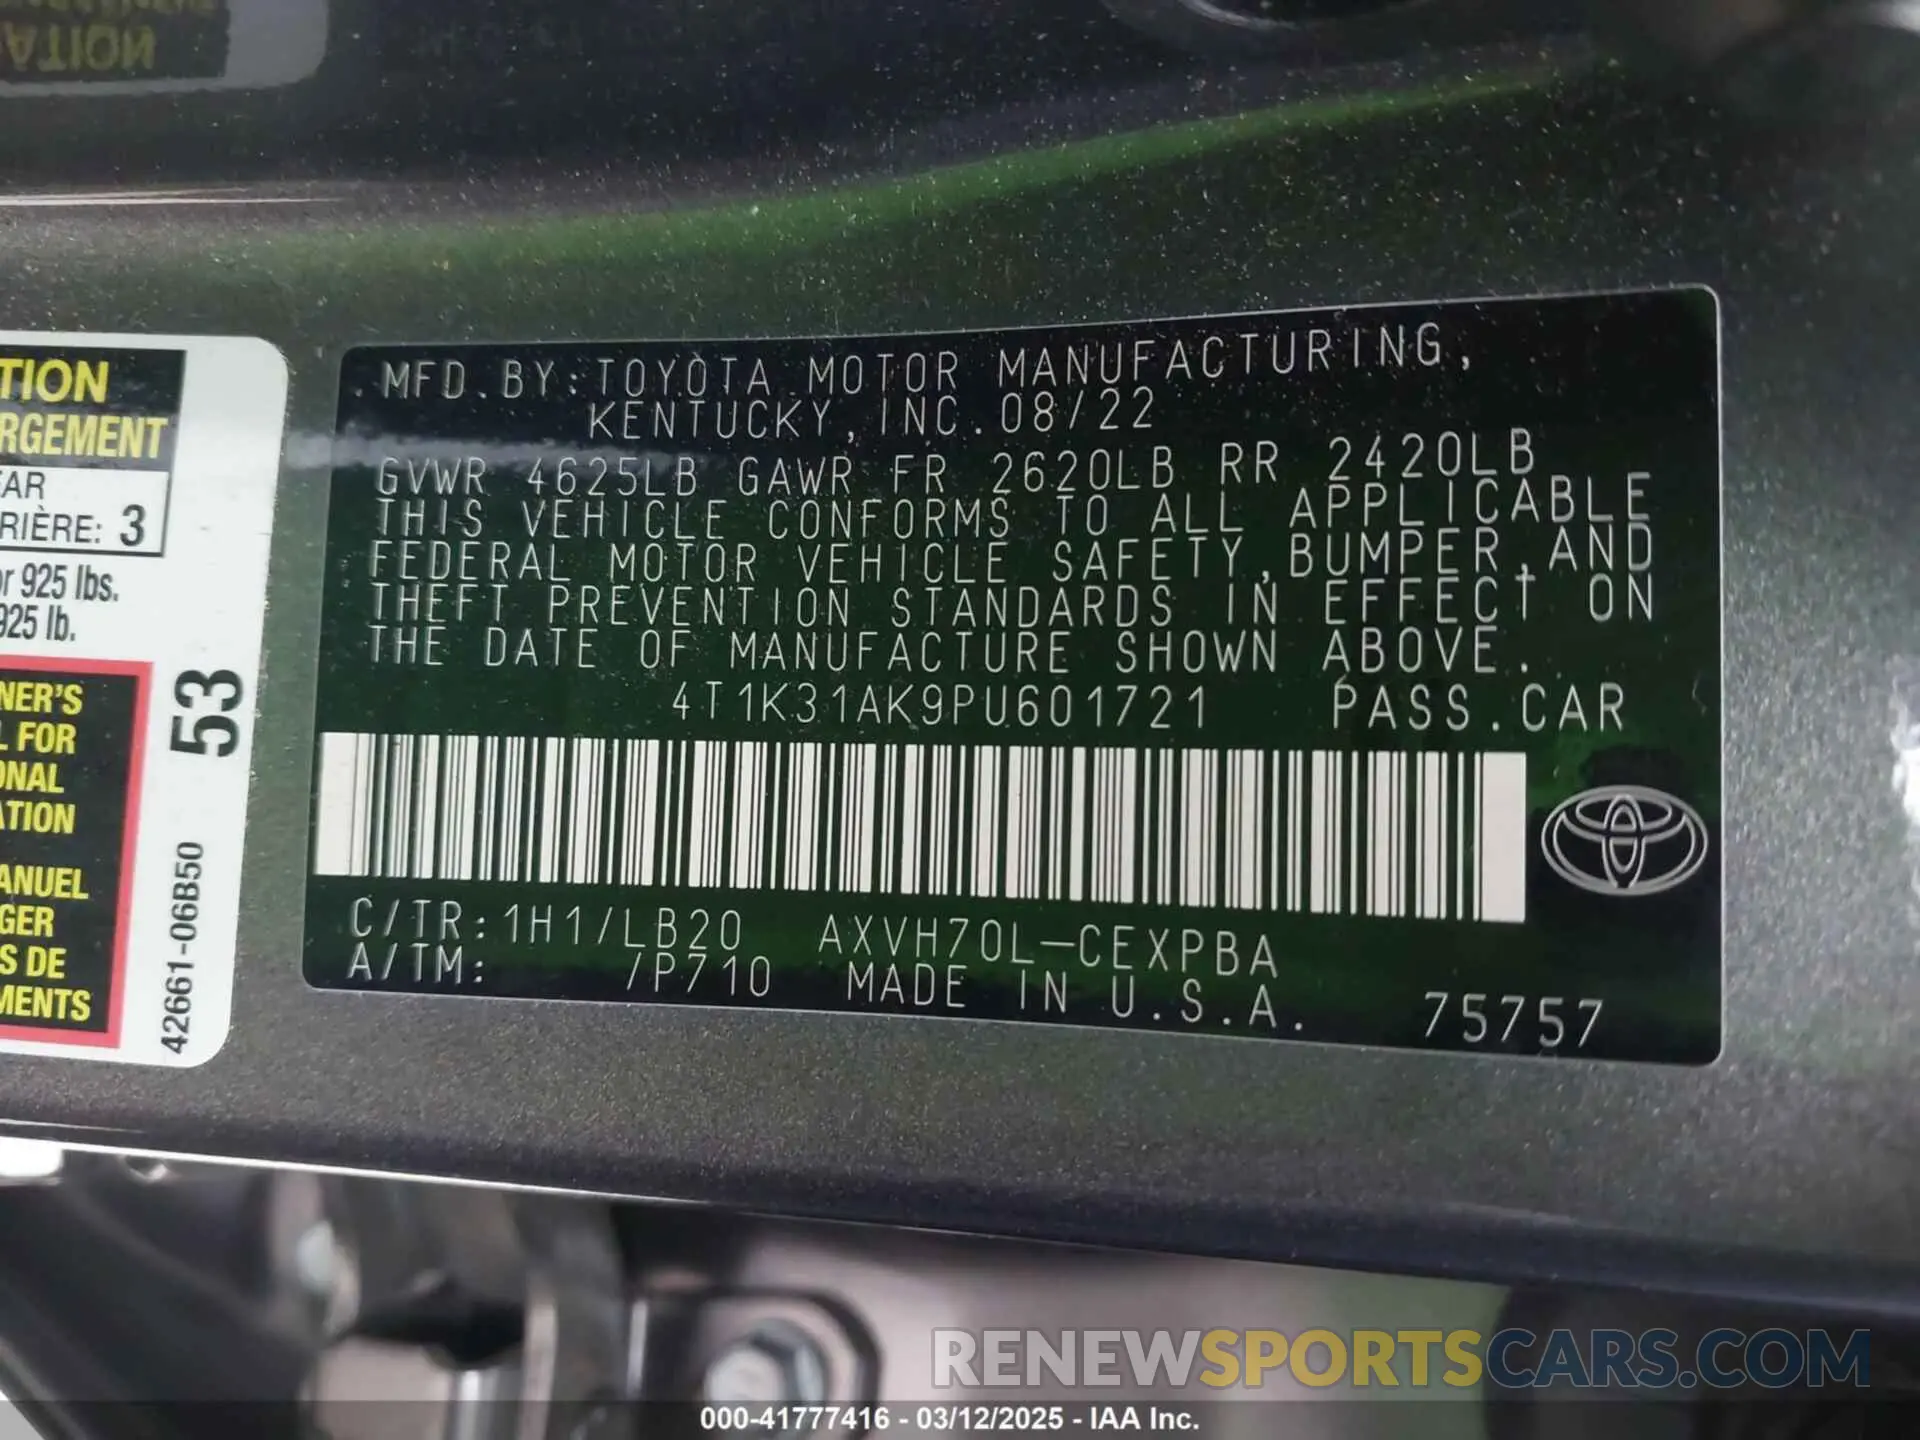 TION
RGEMENT
AR
RIÈRE: 3
r 925 lbs.
925 lb.
NER'S
L FOR
ONAL
ATION
ANUEL
GER
S DE
MENTS
53
42661-06B50
MFD.BY:TOYOTA MOTOR MANUFACTURING,
KENTUCKY, INC. 08/22
GVWR 4625LB GAWR FR 2620LB RR 2420LB
THIS VEHICLE CONFORMS TO ALL APPLICABLE
FEDERAL MOTOR VEHICLE SAFETY, BUMPER, AND
THEFT PREVENTION STANDARDS IN EFFECT ON
THE DATE OF MANUFACTURE SHOWN ABOVE.
4T1K31AK9PU601721 PASS.CAR
C/TR:1H1/LB20 AXVH70L-CEXPBA
A/TM: /P710 MADE IN U.S.A. 75757
RENEWSPORTSCARS.COM
000-41777416 - 03/12/2025 - IAA Inc.